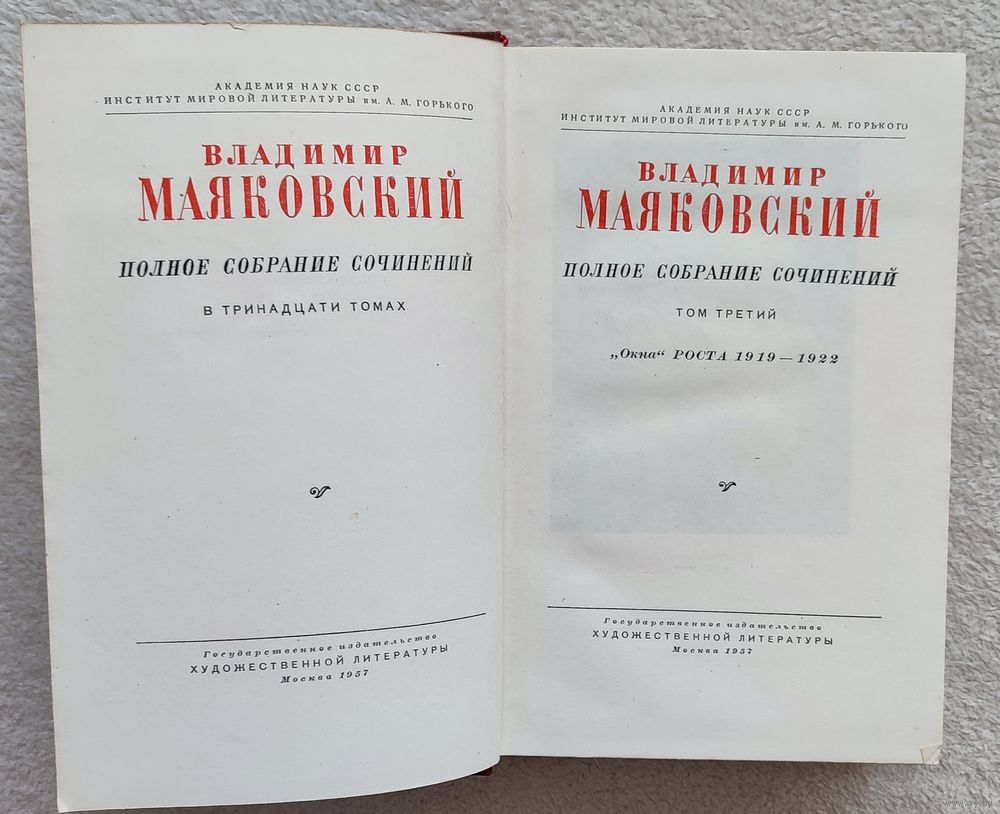 АКАДЕМИЯ НАУК СССР
ИНСТИТУТ МИРОВОЙ ЛИТЕРАТУРЫ им. А. М. ГОРЬКОГО
ВЛАДИМИР
МАЯКОВСКИЙ
ПОЛНОЕ СОБРАНИЕ СОЧИНЕНИЙ
В ТРИНАДЦАТИ ТОМАХ
Государственное издательство
ХУДОЖЕСТВЕННОЙ ЛИТЕРАТУРЫ
Москва 1957
АКАДЕМИЯ НАУК СССР
ИНСТИТУТ МИРОВОЙ ЛИТЕРАТУРЫ им. А. М. ГОРЬКОГО
ВЛАДИМИР
МАЯКОВСКИЙ
ПОЛНОЕ СОБРАНИЕ СОЧИНЕНИЙ
ТОМ ТРЕТИЙ
„Окна“ РОСТА 1919—1922
Государственное издательство
ХУДОЖЕСТВЕННОЙ ЛИТЕРАТУРЫ
Москва 1957